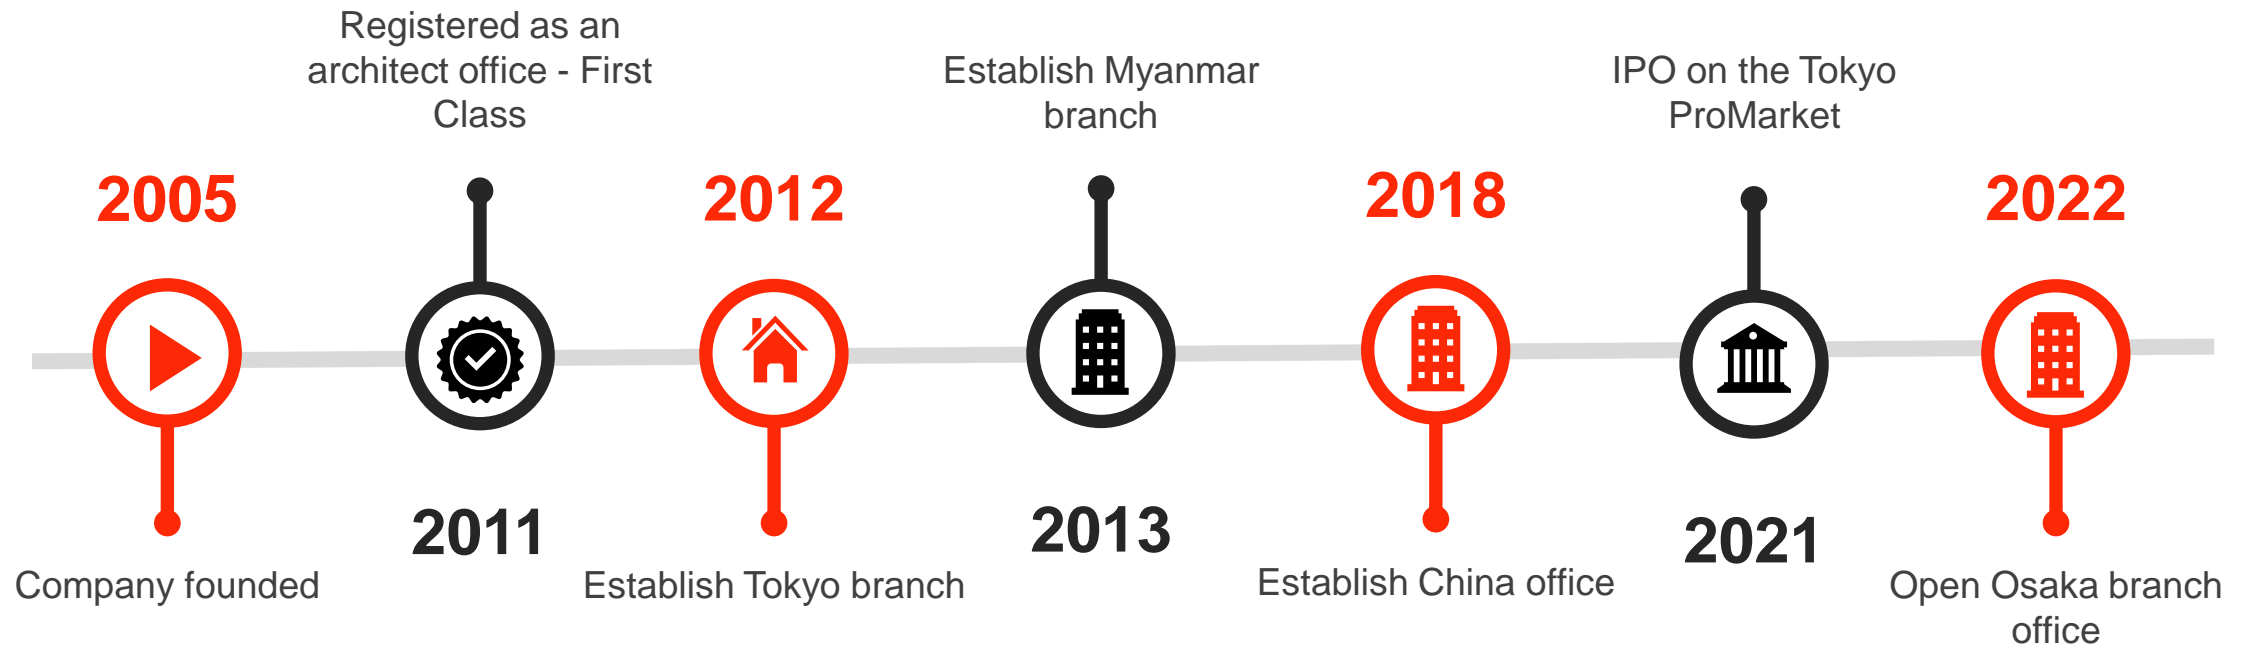 2005
Company founded
Registered as an
architect office - First
Class
2011
2012
Establish Tokyo branch
Establish Myanmar
branch
2013
2018
Establish China office
IPO on the Tokyo
ProMarket
2021
2022
Open Osaka branch
office